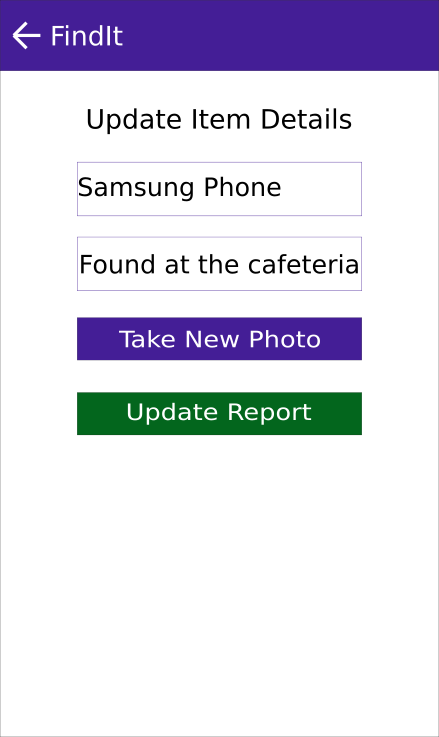 FindIt
Update Item Details
Samsung Phone
Found at the cafeteria
Take New Photo
Update Report